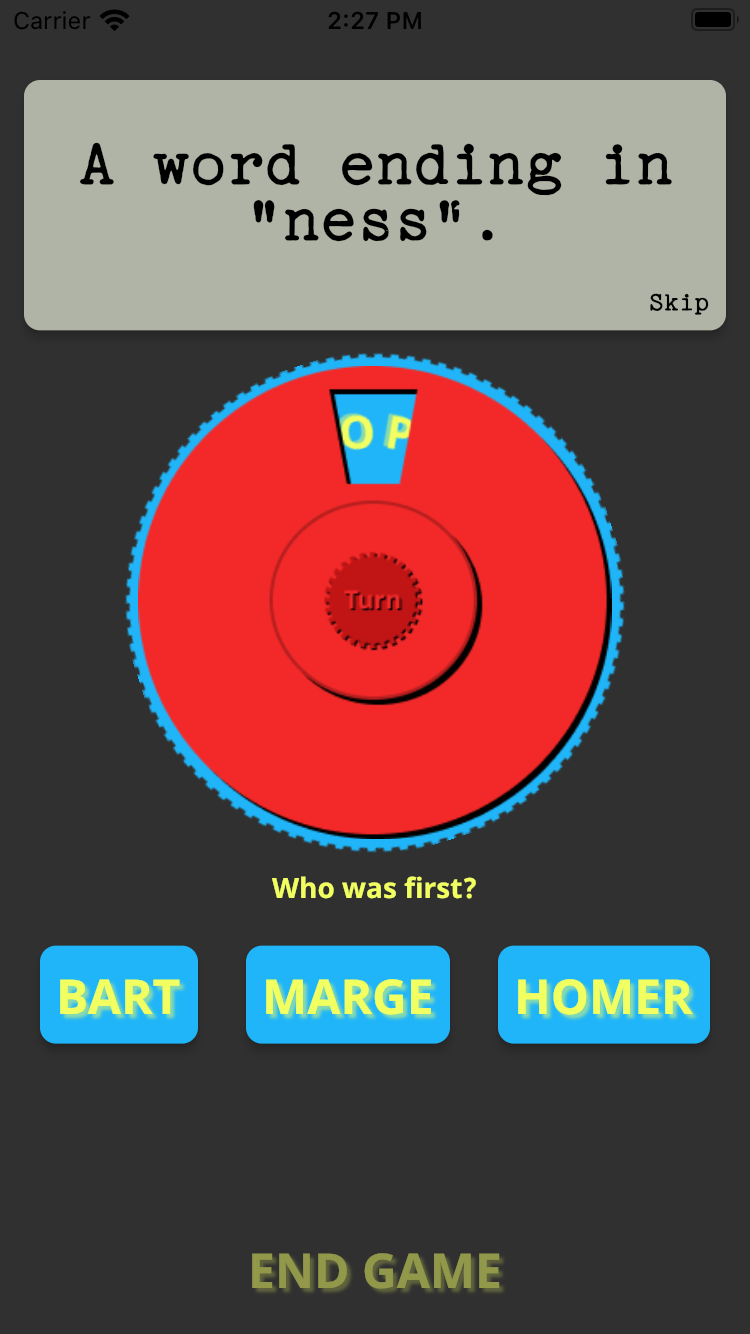 Carrier 2:27 PM
A word ending in
"ness".
Skip
O P
Turn
Who was first?
BART MARGE HOMER
END GAME